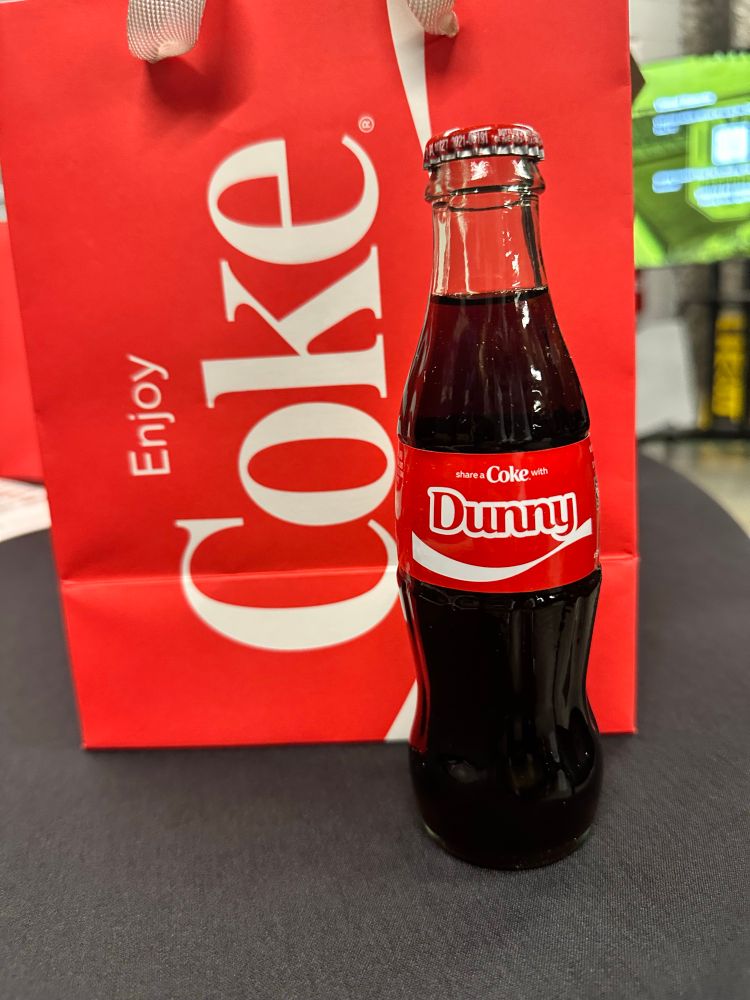 Enjoy
Coke®
share a Coke with
Dunny